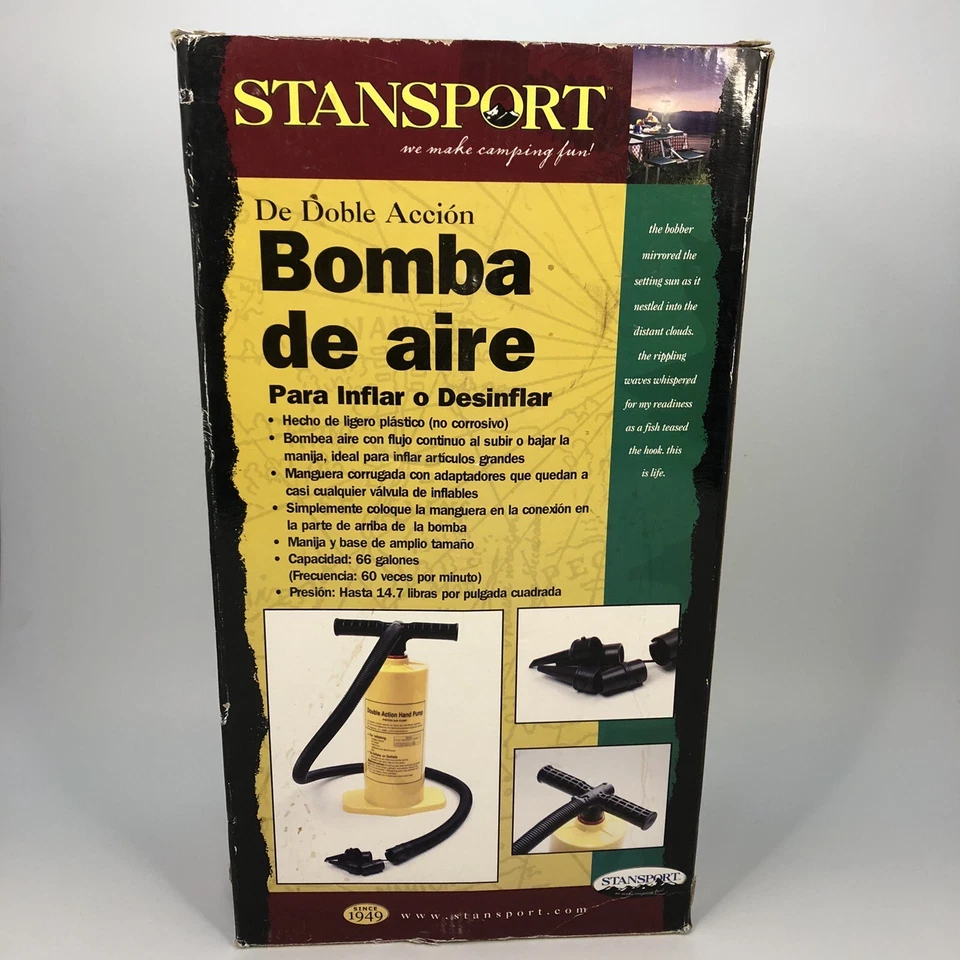 STANSPORT™
we make camping fun!
De Doble Acción
Bomba
de aire
Para Inflar o Desinflar
• Hecho de ligero plástico (no corrosivo)
• Bombea aire con flujo continuo al subir o bajar la
manija, ideal para inflar artículos grandes
• Manguera corrugada con adaptadores que quedan a
casi cualquier válvula de inflables
• Simplemente coloque la manguera en la conexión en
la parte de arriba de la bomba
• Manija y base de amplio tamaño
• Capacidad: 66 galones
(Frecuencia: 60 veces por minuto)
• Presión: Hasta 14.7 libras por pulgada cuadrada
the bobber
mirrored the
setting sun as it
nestled into the
distant clouds.
the rippling
waves whispered
for my readiness
as a fish teased
the hook. this
is life.
Double Action Hand Pump
STANSPORT
SINCE
1949
www.stansport.com